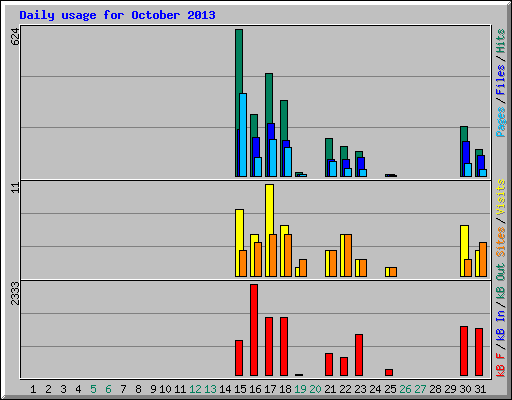 Daily usage for October 2013
624
11
2333
Pages / Files / Hits
Sites / Visits
kB F / kB In / kB Out
1 2 3 4 5 6 7 8 9 10 11 12 13 14 15 16 17 18 19 20 21 22 23 24 25 26 27 28 29 30 31